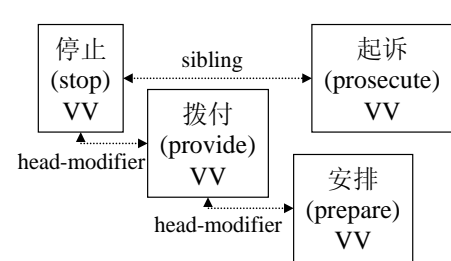 停止
(stop)
VV
sibling
起诉
(prosecute)
VV
head-modifier
拨付
(provide)
VV
head-modifier
安排
(prepare)
VV